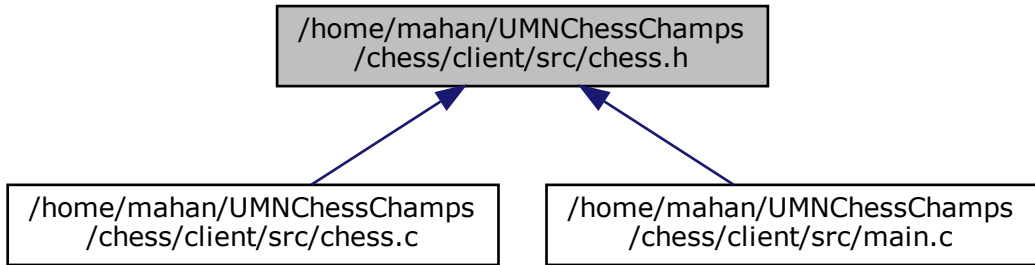 /home/mahan/UMNChessChamps
/chess/client/src/chess.h
/home/mahan/UMNChessChamps
/chess/client/src/chess.c
/home/mahan/UMNChessChamps
/chess/client/src/main.c